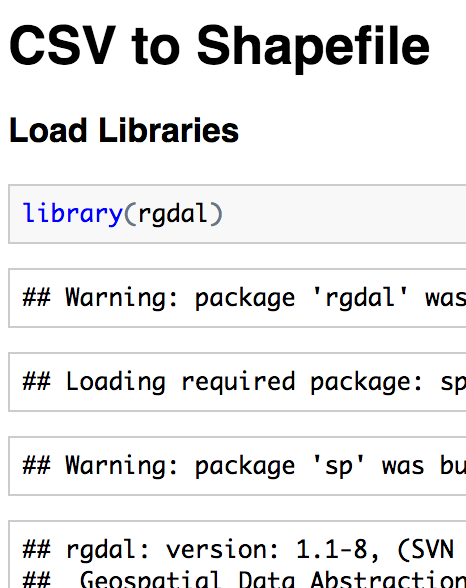 CSV to Shapefile
Load Libraries
library(rgdal)
## Warning: package 'rgdal' was
## Loading required package: sp
## Warning: package 'sp' was bu
## rgdal: version: 1.1-8, (SVN
## Geospatial Data Abstraction